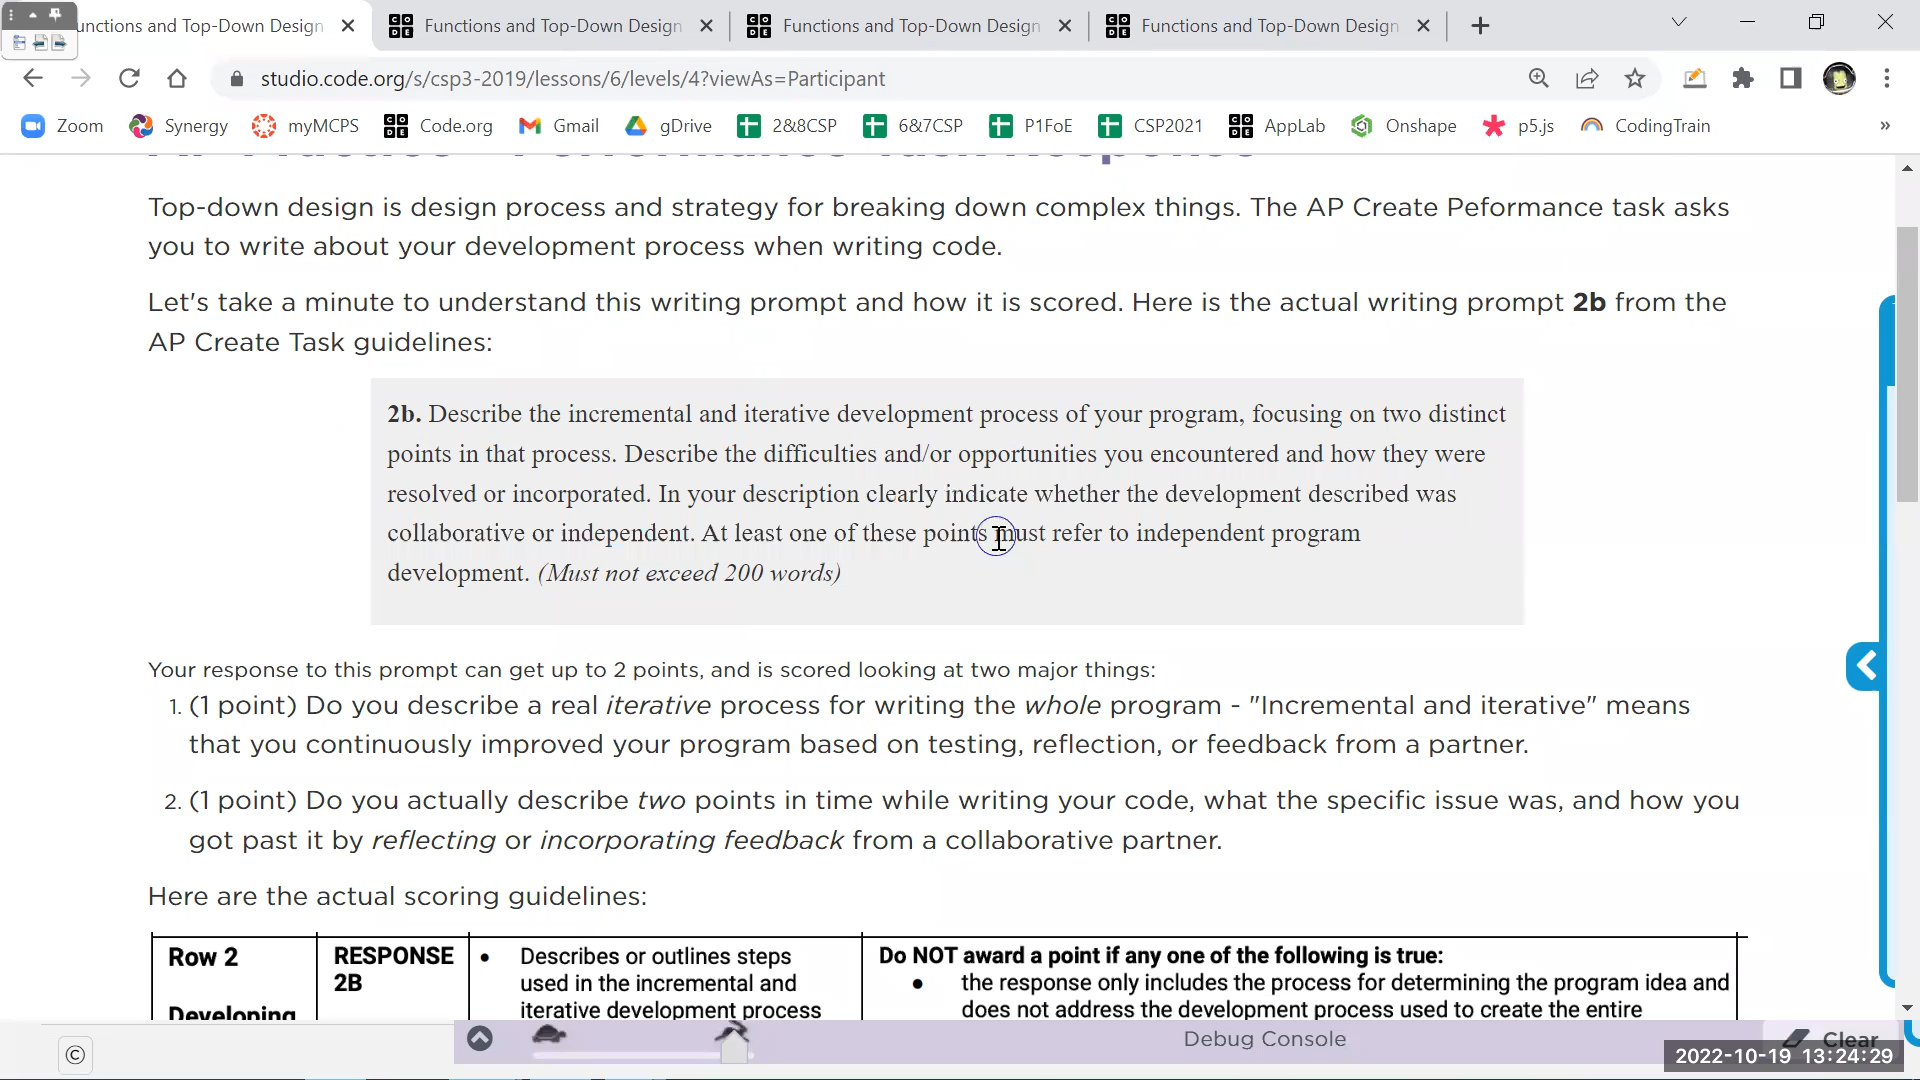 unctions and Top-Down Design
Functions and Top-Down Design
Functions and Top-Down Design
Functions and Top-Down Design
studio.code.org/s/csp3-2019/lessons/6/levels/4?viewAs=Participant
Zoom
Synergy
myMCPS
CODE
Code.org
Gmail
gDrive
2&8CSP
6&7CSP
P1FoE
CSP2021
AppLab
Onshape
p5.js
CodingTrain
»
Top-down design is design process and strategy for breaking down complex things. The AP Create Peformance task asks
you to write about your development process when writing code.
Let's take a minute to understand this writing prompt and how it is scored. Here is the actual writing prompt 2b from the
AP Create Task guidelines:
2b. Describe the incremental and iterative development process of your program, focusing on two distinct
points in that process. Describe the difficulties and/or opportunities you encountered and how they were
resolved or incorporated. In your description clearly indicate whether the development described was
collaborative or independent. At least one of these points must refer to independent program
development. (Must not exceed 200 words)
Your response to this prompt can get up to 2 points, and is scored looking at two major things:
1. (1 point) Do you describe a real iterative process for writing the whole program - "Incremental and iterative" means
that you continuously improved your program based on testing, reflection, or feedback from a partner.
2. (1 point) Do you actually describe two points in time while writing your code, what the specific issue was, and how you
got past it by reflecting or incorporating feedback from a collaborative partner.
Here are the actual scoring guidelines:
Row 2
Developing
RESPONSE
2B
• Describes or outlines steps
used in the incremental and
iterative development process
Do NOT award a point if any one of the following is true:
• the response only includes the process for determining the program idea and
does not address the development process used to create the entire
©
Debug Console
Clear
2022-10-19 13:24:29